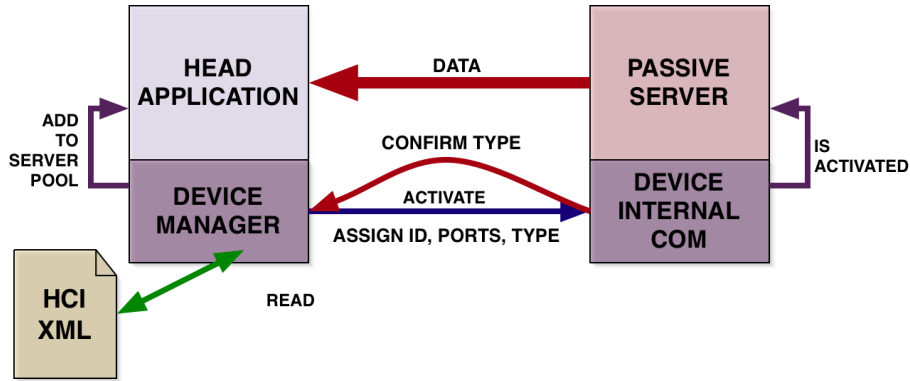 HEAD
APPLICATION
DATA
PASSIVE
SERVER
ADD
TO
SERVER
POOL
CONFIRM TYPE
IS
ACTIVATED
DEVICE
MANAGER
ACTIVATE
ASSIGN ID, PORTS, TYPE
DEVICE
INTERNAL
COM
HCI
XML
READ